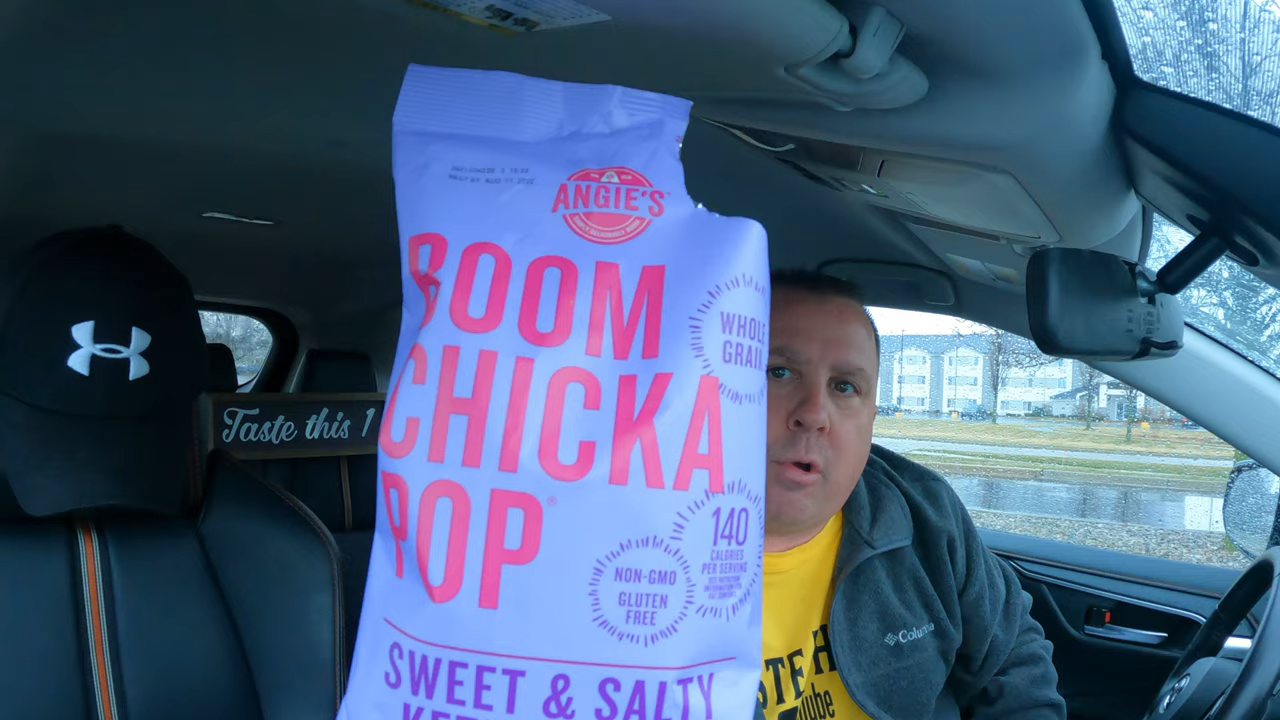 ANGIE'S
BOOM
CHICKA
POP®
WHOLE
GRAIN
140
CALORIES
PER SERVING
NON-GMO
GLUTEN
FREE
SWEET & SALTY
Taste this 1
Columbia